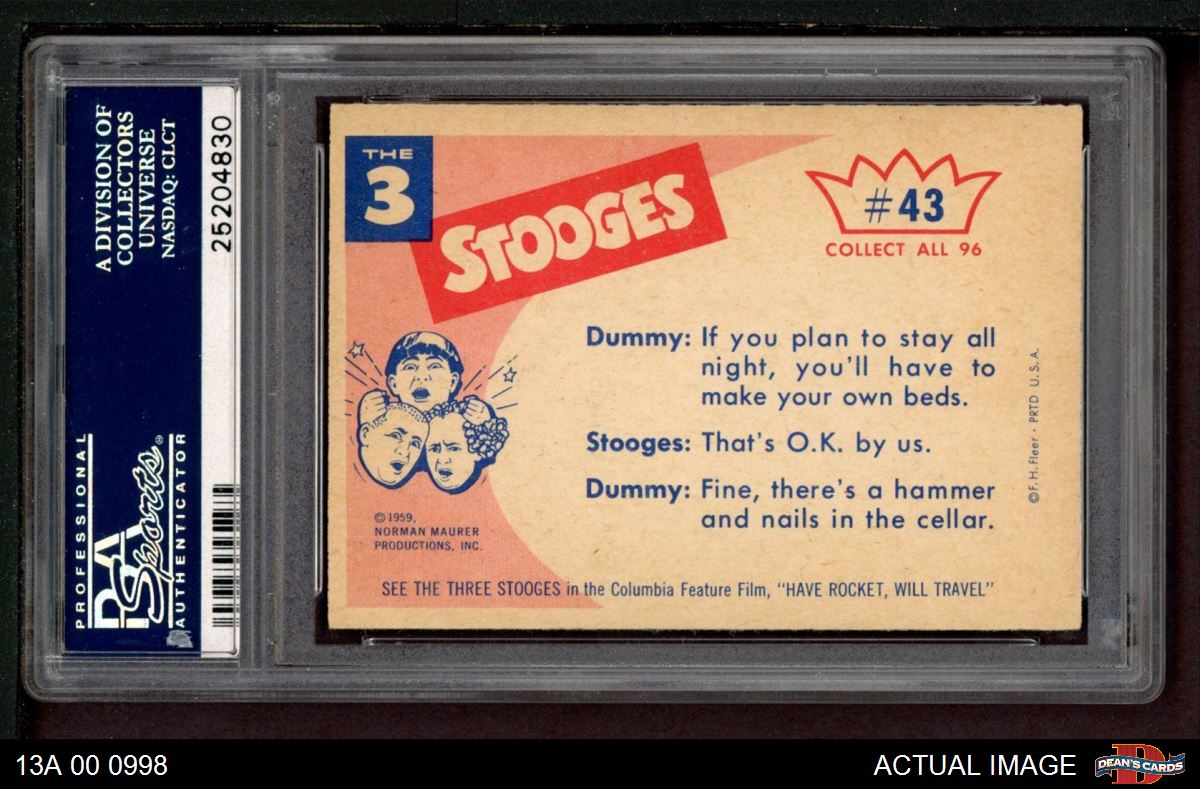 A DIVISION OF
COLLECTORS
UNIVERSE
NASDAQ: CLCT
25204830
PROFESSIONAL
PSA
Sports®
AUTHENTICATOR
THE
3
STOOGES
#43
COLLECT ALL 96
Dummy: If you plan to stay all
night, you'll have to
make your own beds.
Stooges: That's O.K. by us.
Dummy: Fine, there's a hammer
and nails in the cellar.
© F. H. Fleer • PRTD U. S. A.
© 1959,
NORMAN MAURER
PRODUCTIONS, INC.
SEE THE THREE STOOGES in the Columbia Feature Film, "HAVE ROCKET, WILL TRAVEL"
13A 00 0998
ACTUAL IMAGE
D
DEAN'S CARDS